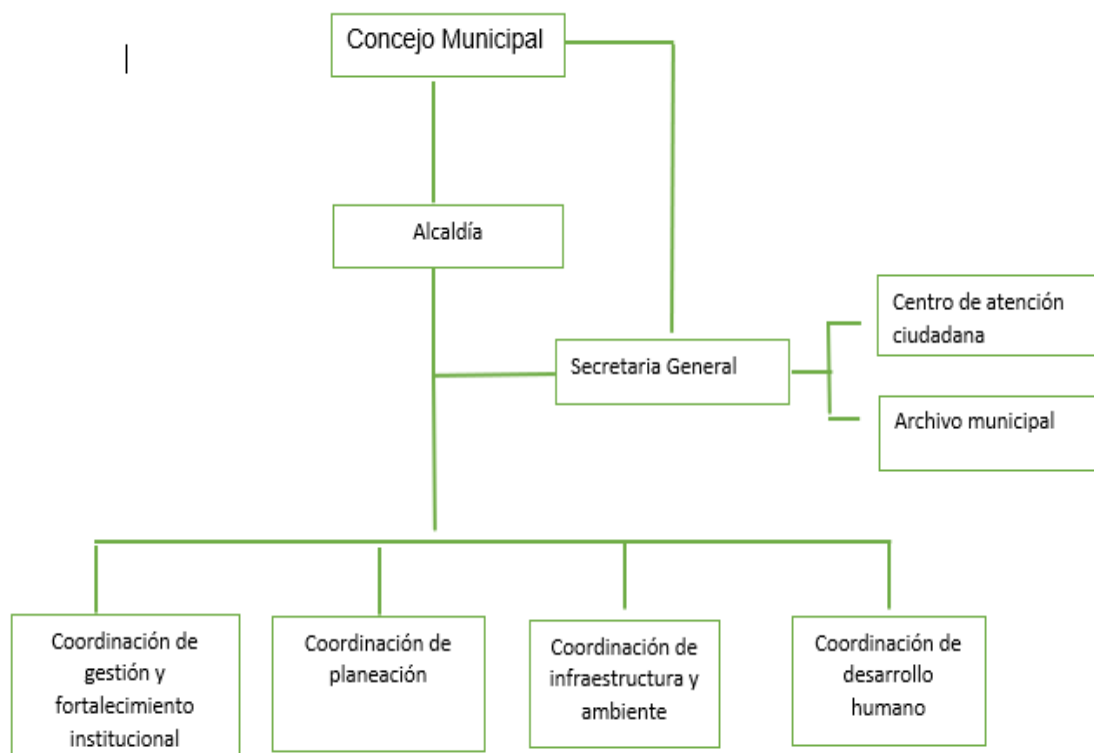 Concejo Municipal
Alcaldía
Secretaria General
Centro de atención
ciudadana
Archivo municipal
Coordinación de
gestión y
fortalecimiento
institucional
Coordinación de
planeación
Coordinación de
infraestructura y
ambiente
Coordinación de
desarrollo
humano